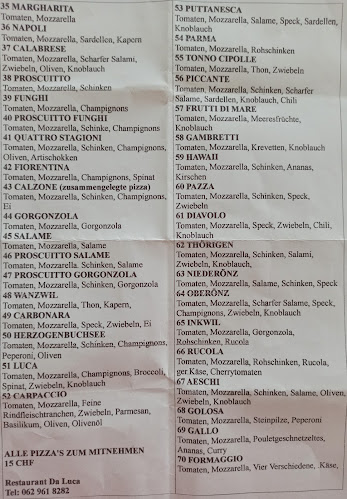 35 MARGHARITA
Tomaten, Mozzarella
36 NAPOLI
Tomaten, Mozzarella, Sardellen, Kapern
37 CALABRESE
Tomaten, Mozzarella, Scharfer Salami,
Zwiebeln, Oliven, Knoblauch
38 PROSCUITTO
Tomaten, Mozzarella, Schinken
39 FUNGHI
Tomaten, Mozzarella, Champignons
40 PROSCUITTO FUNGHI
Tomaten, Mozzarella, Schinke, Champignons
41 QUATTRO STAGIONI
Tomaten, Mozzarella, Schinken, Champignons,
Oliven, Artischokken
42 FIORENTINA
Tomaten, Mozzarella, Champignons, Spinat
43 CALZONE (zusammengelegte pizza)
Tomaten, Mozzarella, Schinken, Champignons,
Ei
44 GORGONZOLA
Tomaten, Mozzarella, Gorgonzola
45 SALAME
Tomaten, Mozzarella, Salame
46 PROSCUITTO SALAME
Tomaten, Mozzarella, Schinken, Salame
47 PROSCUITTO GORGONZOLA
Tomaten, Mozzarella, Schinken, Gorgonzola
48 WANZWIL
Tomaten, Mozzarella, Thon, Kapern,
49 CARBONARA
Tomaten, Mozzarella, Speck, Zwiebeln, Ei
50 HERZOGENBUCHSEE
Tomaten, Mozzarella, Schinken, Champignons,
Peperoni, Oliven
51 LUCA
Tomaten, Mozzarella, Champignons, Broccoli,
Spinat, Zwiebeln, Knoblauch
52 CARPACCIO
Tomaten, Mozzarella, Feine
Rindfleischtranchen, Zwiebeln, Parmesan,
Basilikum, Oliven, Olivenöl
ALLE PIZZA'S ZUM MITNEHMEN
15 CHF
Restaurant Da Luca
Tel: 062 961 8282
53 PUTTANESCA
Tomaten, Mozzarella, Salame, Speck, Sardellen,
Knoblauch
54 PARMA
Tomaten, Mozzarella, Rohschinken
55 TONNO CIPOLLE
Tomaten, Mozzarella, Thon, Zwiebeln
56 PICCANTE
Tomaten, Mozzarella, Schinken, Scharfer
Salame, Sardellen, Knoblauch, Chili
57 FRUTTI DI MARE
Tomaten, Mozzarella, Meeresfrüchte,
Knoblauch
58 GAMBRETTI
Tomaten, Mozzarella, Krevetten, Knoblauch
59 HAWAII
Tomaten, Mozzarella, Schinken, Ananas,
Kirschen
60 PAZZA
Tomaten, Mozzarella, Schinken, Speck,
Zwiebeln
61 DIAVOLO
Tomaten, Mozzarella, Speck, Zwiebeln, Chili,
Knoblauch
62 THÖRIGEN
Tomaten, Mozzarella, Schinken, Salami,
Zwiebeln, Knoblauch,
63 NIEDERÖNZ
Tomaten, Mozzarella, Salame, Schinken, Speck
64 OBERÖNZ
Tomaten, Mozzarella, Scharfer Salame, Speck,
Champignons, Zwiebeln, Knoblauch
65 INKWIL
Tomaten, Mozzarella, Gorgonzola,
Rohschinken, Rucola
66 RUCOLA
Tomaten, Mozzarella, Rohschinken, Rucola,
ger.Käse, Cherrytomaten
67 AESCHI
Tomaten, Mozzarella, Schinken, Salame, Oliven,
Zwiebeln, Knoblauch
68 GOLOSA
Tomaten, Mozzarella, Steinpilze, Peperoni
69 GALLO
Tomaten, Mozzarella, Pouletgeschnetzeltes,
Ananas, Curry
70 FORMAGGIO
Tomaten, Mozzarella, Vier Verschiedene, .Käse,